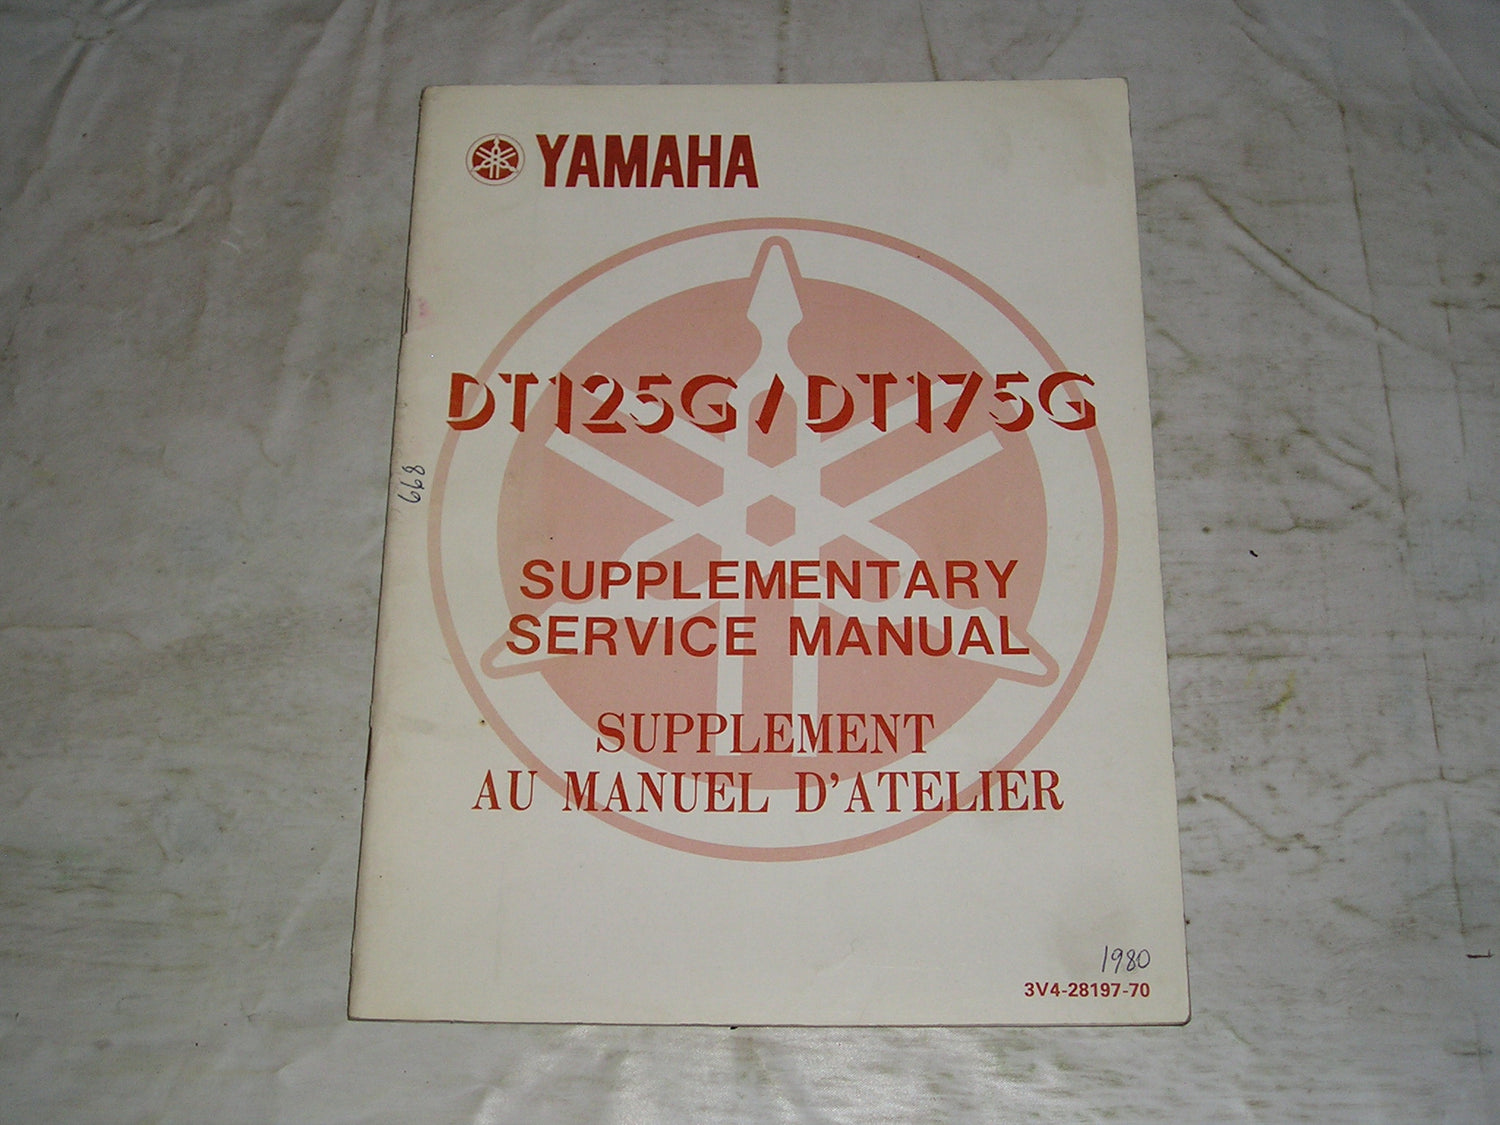 YAMAHA
DT125G/DT175G
668
SUPPLEMENTARY
SERVICE MANUAL
SUPPLEMENT
AU MANUEL D'ATELIER
1980
3V4-28197-70